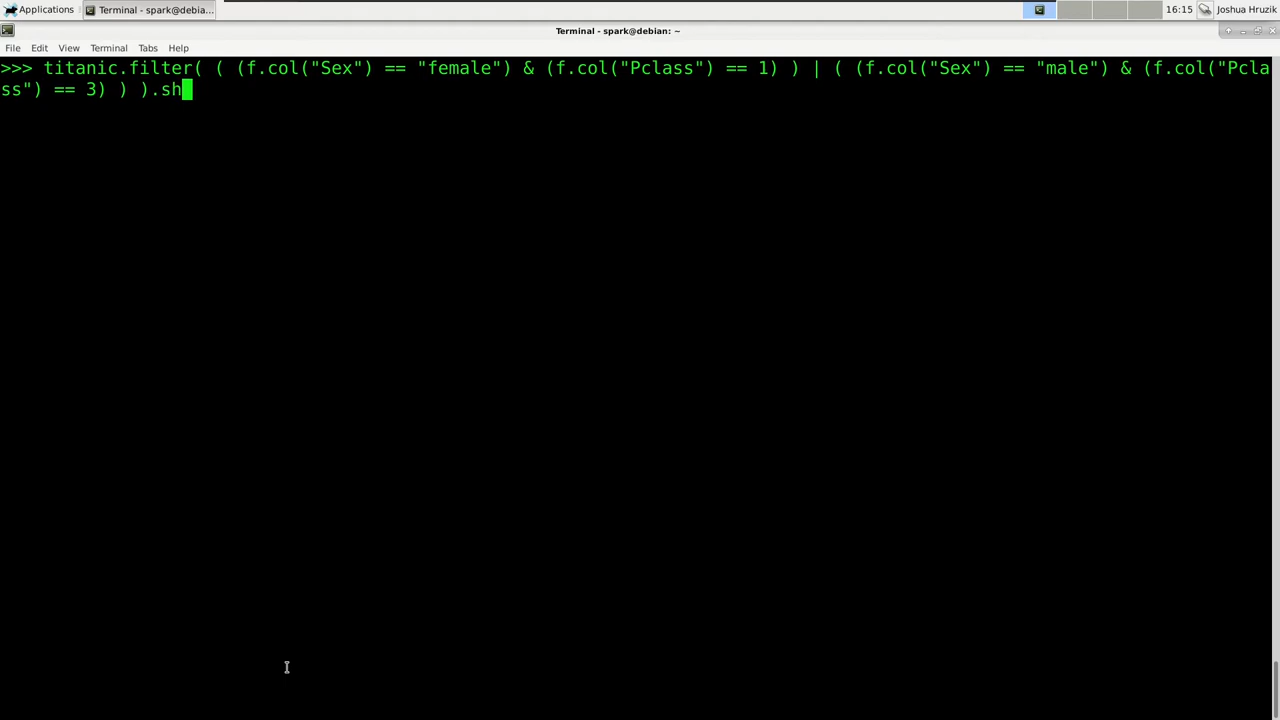 Applications Terminal - spark@debia... 16:15 Joshua Hruzik
Terminal - spark@debian: ~
File Edit View Terminal Tabs Help
>>> titanic.filter( ( (f.col("Sex") == "female") & (f.col("Pclass") == 1) ) | ( (f.col("Sex") == "male") & (f.col("Pcla
ss") == 3) ) ).sh